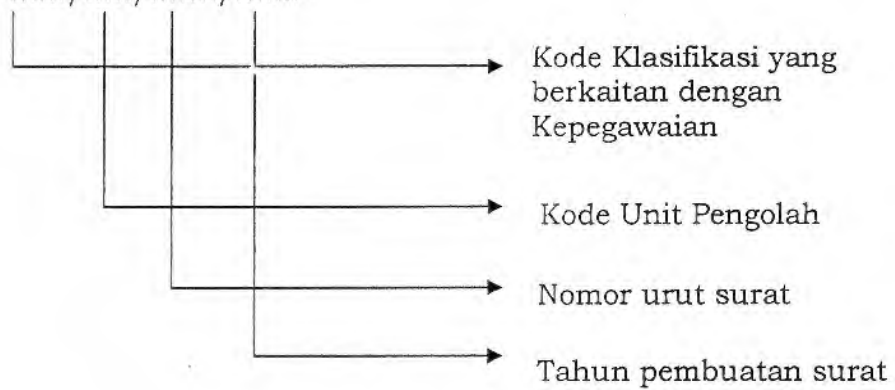 Kode Klasifikasi yang
berkaitan dengan
Kepegawaian
Kode Unit Pengolah
Nomor urut surat
Tahun pembuatan surat